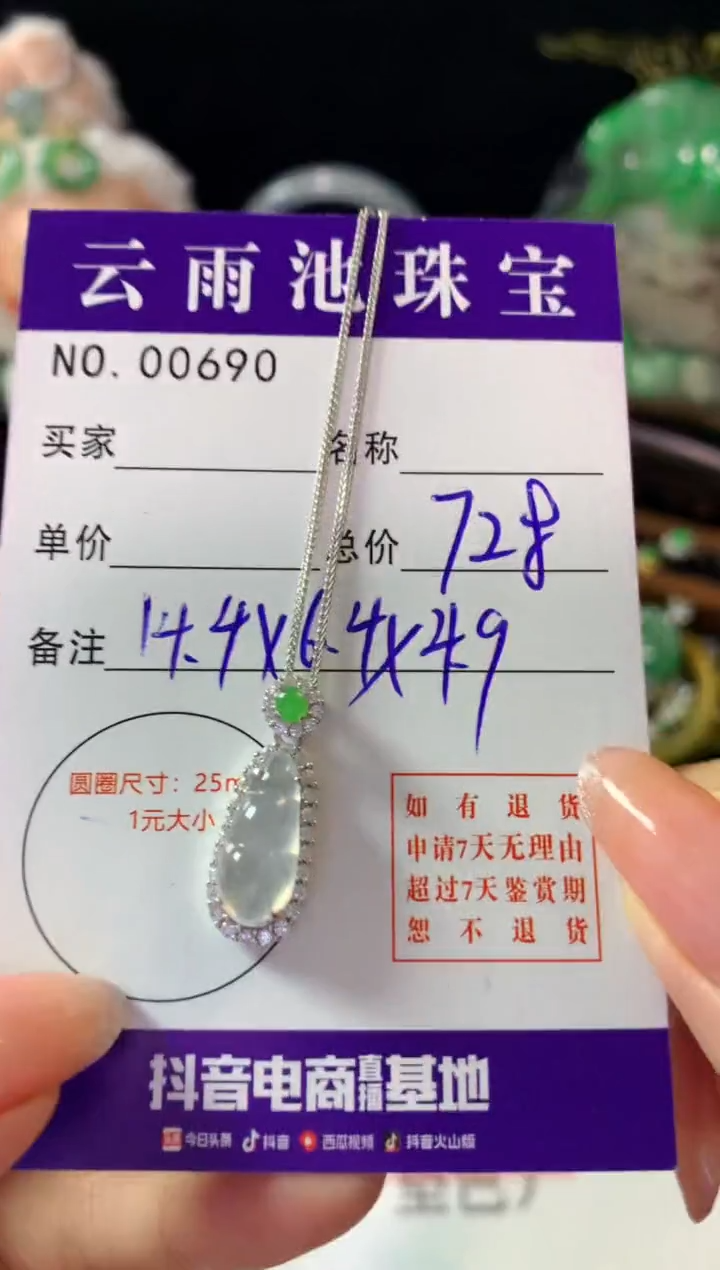 云雨池珠宝
NO. 00690
买家 名称
单价 总价 728
备注 14.4X6.4X4.9
圆圈尺寸：25m
1元大小
如有退货
申请7天无理由
超过7天鉴赏期
恕不退货
抖音电商直播基地
头条 今日头条 抖音 西瓜视频 抖音火山版